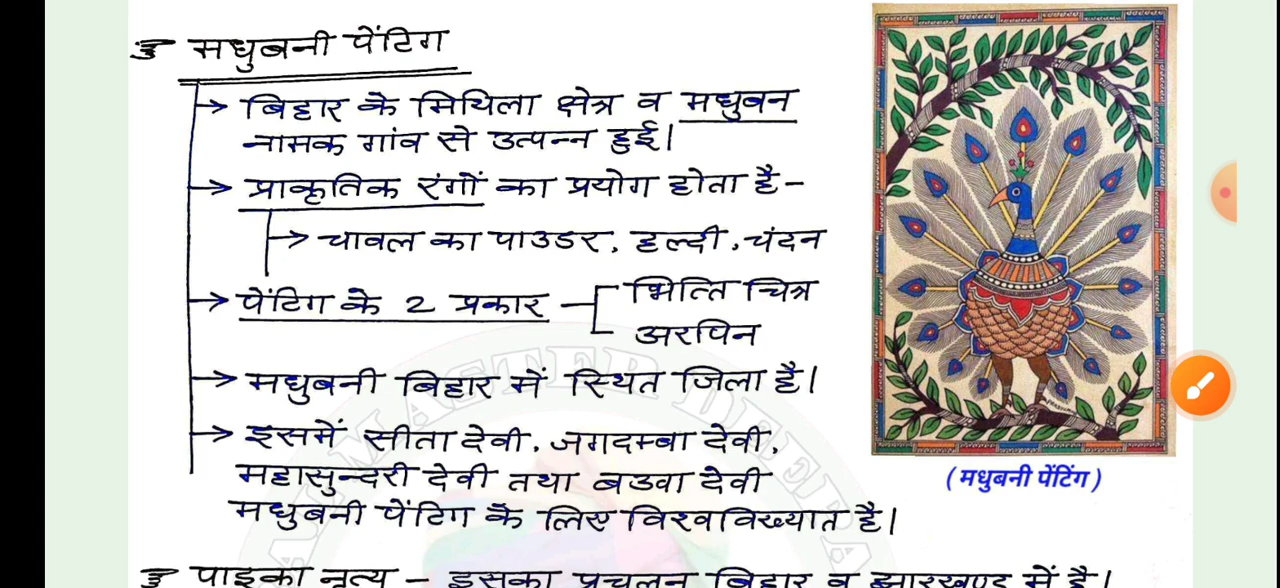 मधुबनी पेंटिग
→ बिहार के मिथिला क्षेत्र व मधुबन
नामक गांव से उत्पन्न हुई।
→ प्राकृतिक रंगों का प्रयोग होता है –
→ चावल का पाउडर, हल्दी, चंदन
→ पेंटिग के 2 प्रकार – भित्ति चित्र
अरपिन
→ मधुबनी बिहार में स्थित जिला है।
→ इसमें सीता देवी, जगदम्बा देवी,
महासुन्दरी देवी तथा बउवा देवी
मधुबनी पेंटिग के लिए विश्वविख्यात है।
(मधुबनी पेंटिंग)
पाइका नृत्य – इसका प्रचलन बिहार व झारखण्ड में है।